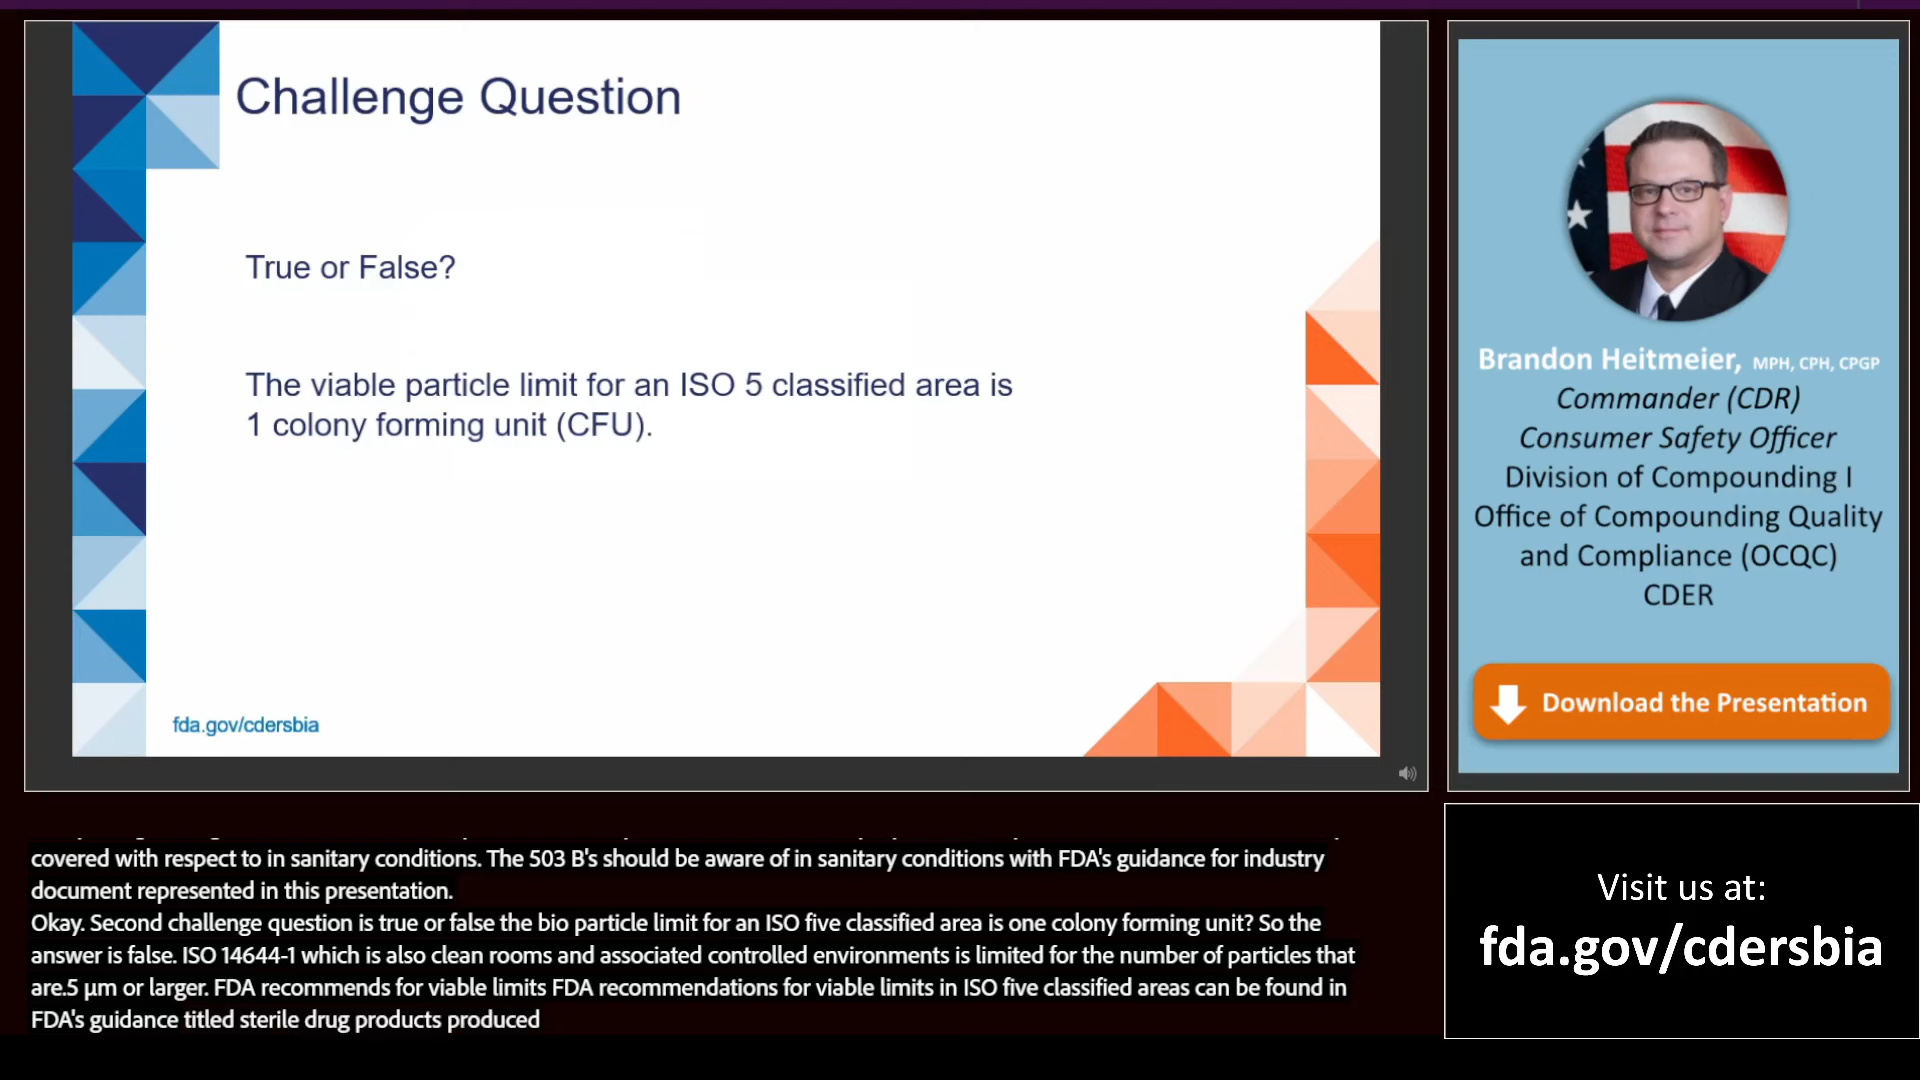 Challenge Question
True or False?
The viable particle limit for an ISO 5 classified area is
1 colony forming unit (CFU).
fda.gov/cdersbia
Brandon Heitmeier, MPH, CPH, CPGP
Commander (CDR)
Consumer Safety Officer
Division of Compounding I
Office of Compounding Quality
and Compliance (OCQC)
CDER
Download the Presentation
covered with respect to in sanitary conditions. The 503 B's should be aware of in sanitary conditions with FDA's guidance for industry
document represented in this presentation.
Okay. Second challenge question is true or false the bio particle limit for an ISO five classified area is one colony forming unit? So the
answer is false. ISO 14644-1 which is also clean rooms and associated controlled environments is limited for the number of particles that
are.5 µm or larger. FDA recommends for viable limits FDA recommendations for viable limits in ISO five classified areas can be found in
FDA's guidance titled sterile drug products produced
Visit us at:
fda.gov/cdersbia